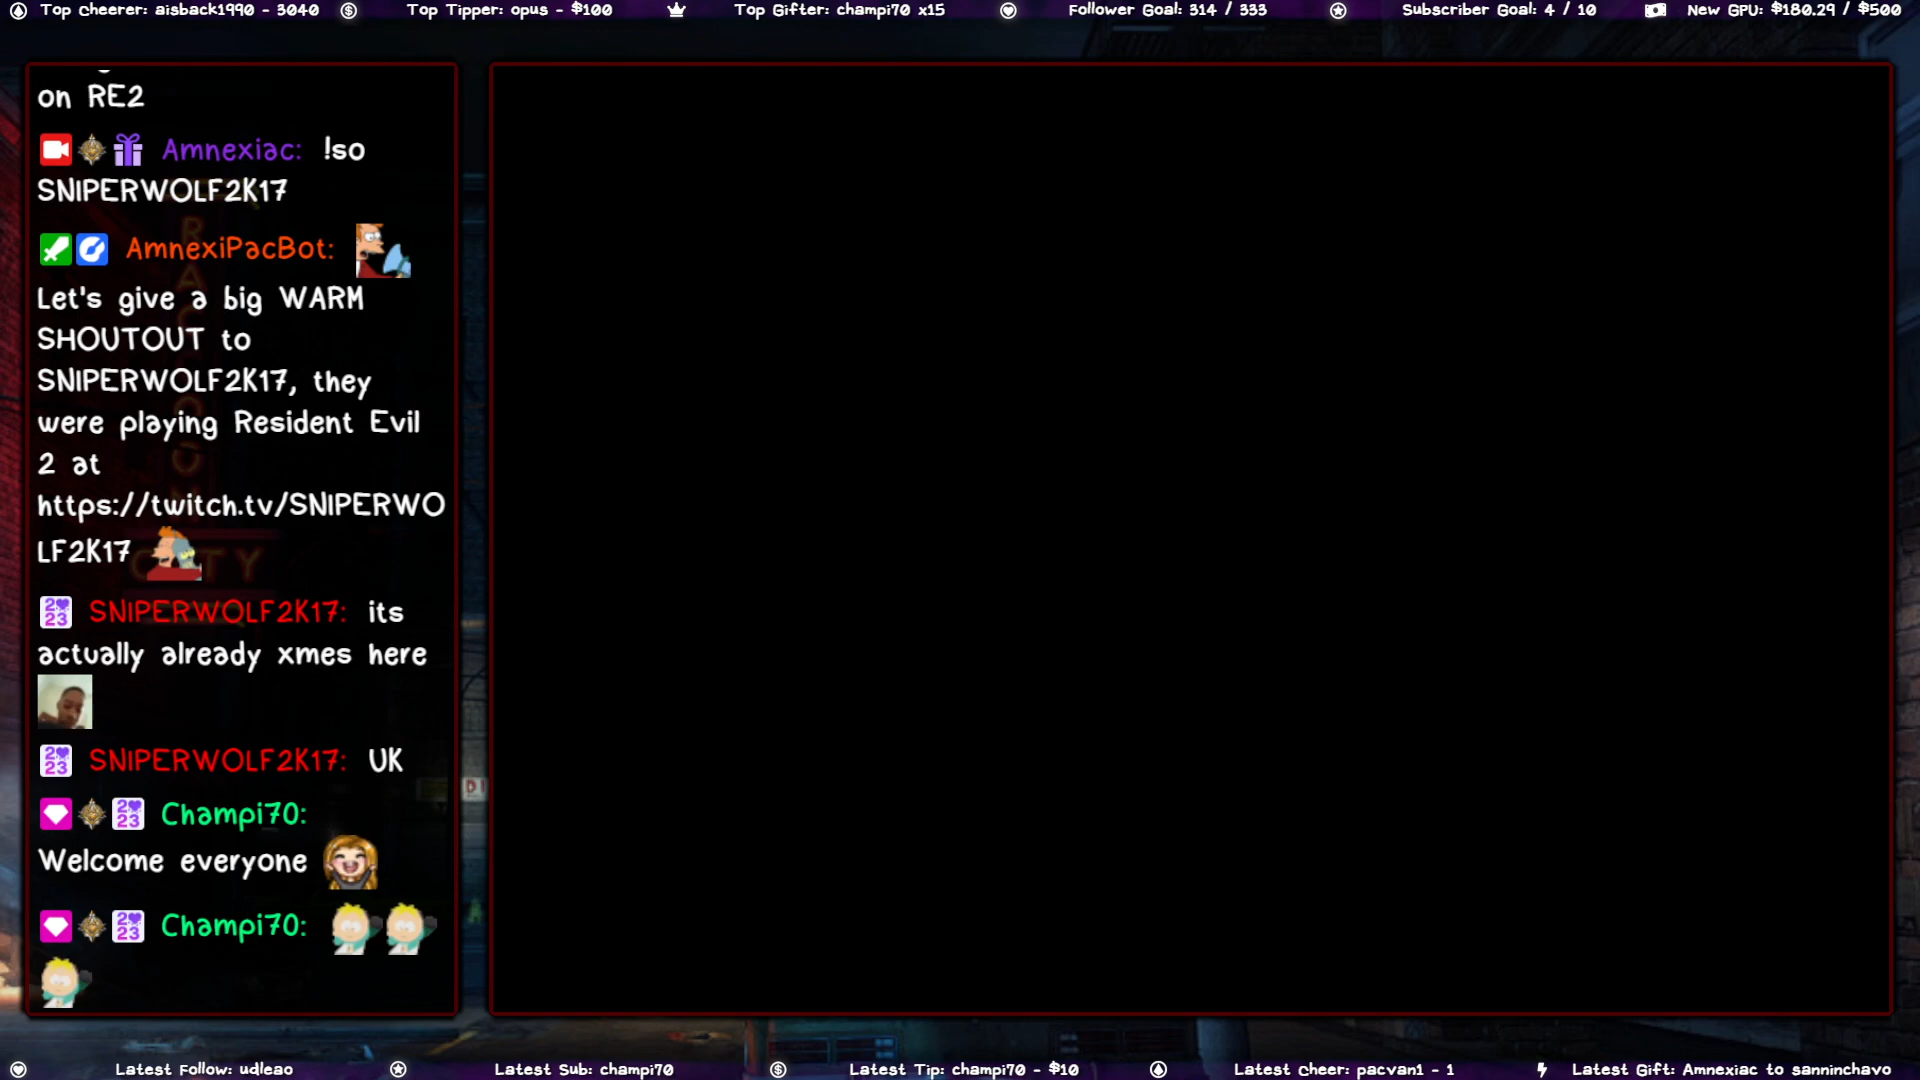 Top Cheerer: aisback1990 - 3040
Top Tipper: opus - $100
Top Gifter: champi70 x15
Follower Goal: 314 / 333
Subscriber Goal: 4 / 10
New GPU: $180.29 / $500
on RE2
Amnexiac: !so
SNIPERWOLF2K17
AmnexiPacBot:
Let's give a big WARM
SHOUTOUT to
SNIPERWOLF2K17, they
were playing Resident Evil
2 at
https://twitch.tv/SNIPERWO
LF2K17
SNIPERWOLF2K17: its
actually already xmes here
SNIPERWOLF2K17: UK
Champi70:
Welcome everyone
Champi70:
Latest Follow: udleao
Latest Sub: champi70
Latest Tip: champi70 - $10
Latest Cheer: pacvan1 - 1
Latest Gift: Amnexiac to sanninchavo